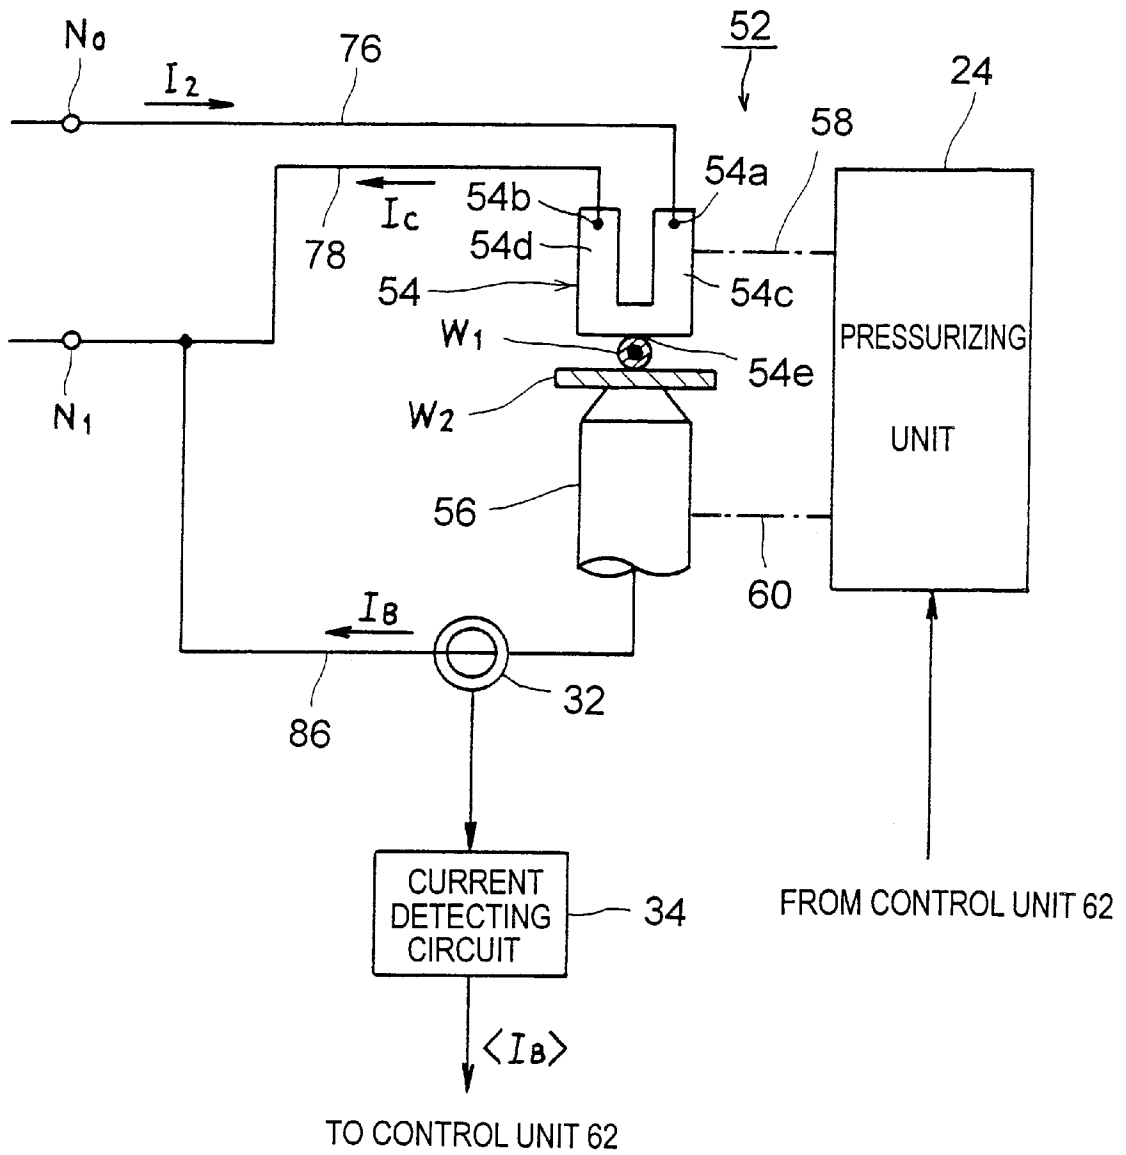 N0
I2
76
52
24
58
54a
54b
IC
54d
78
54
54c
W1
54e
PRESSURIZING
UNIT
N1
W2
56
60
IB
32
86
CURRENT
DETECTING
CIRCUIT
34
FROM CONTROL UNIT 62
<IB>
TO CONTROL UNIT 62